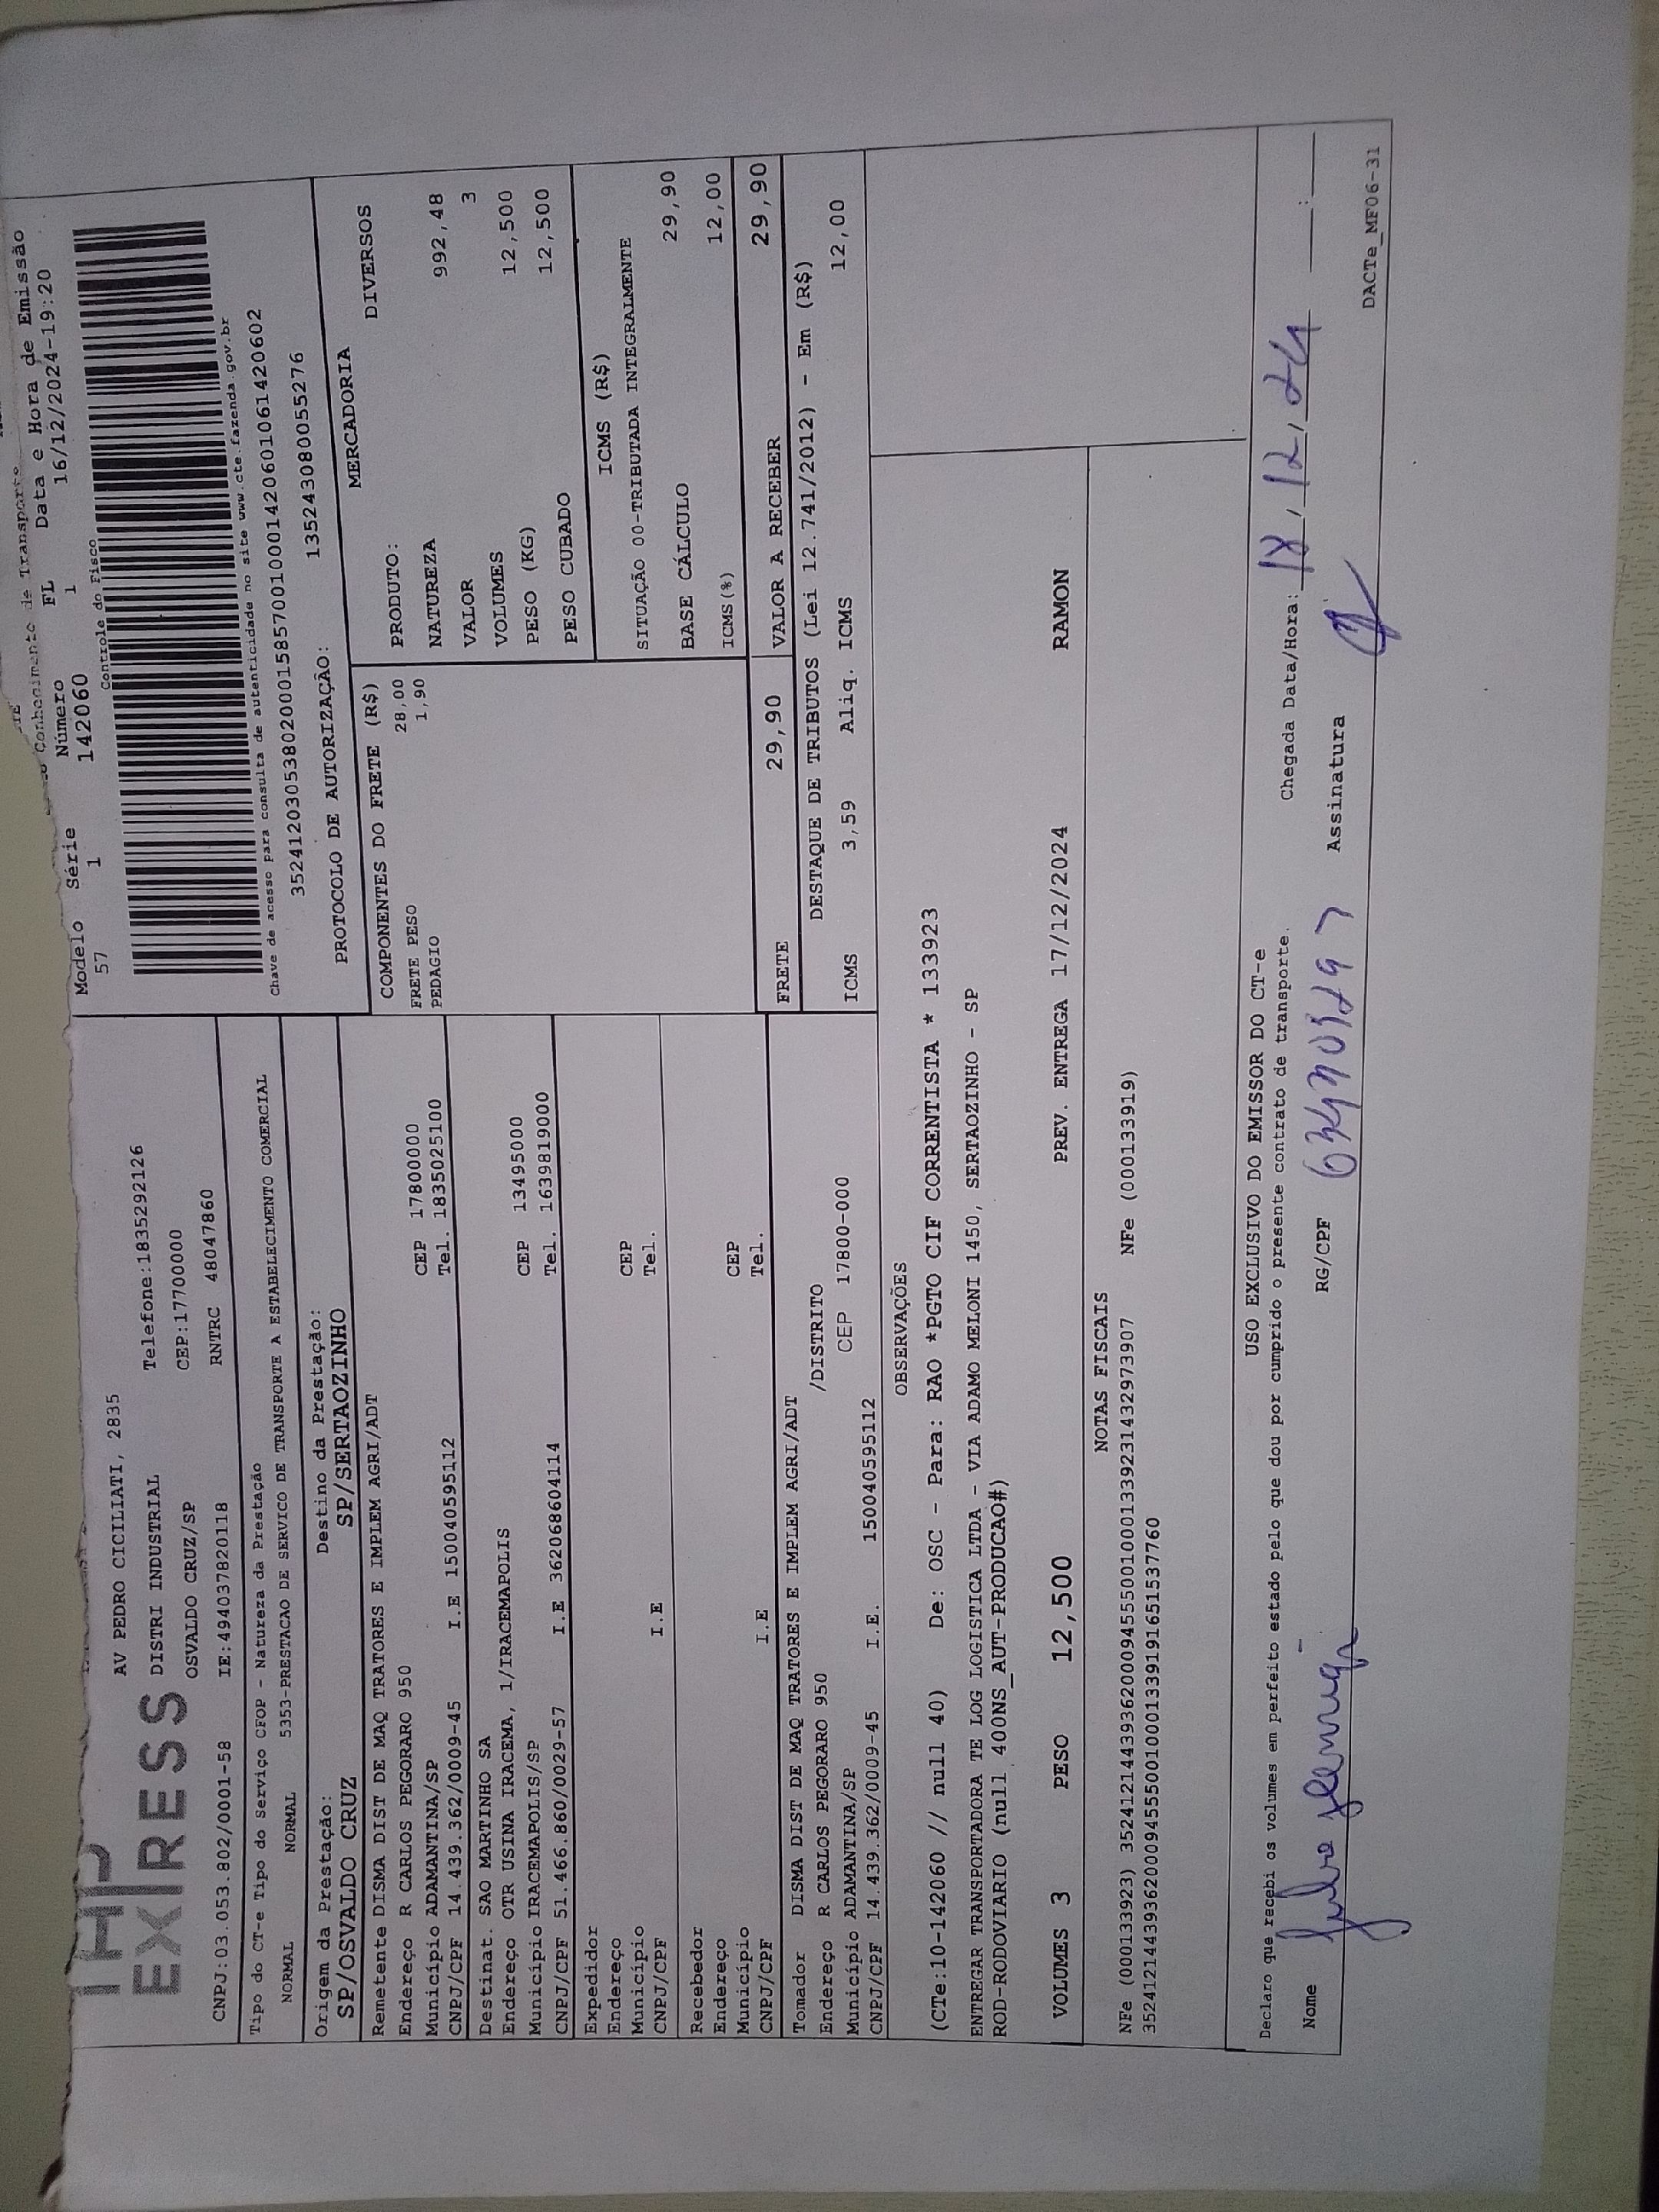 EXPRESS
AV PEDRO CICILIATI, 2835
DISTRI INDUSTRIAL Telefone:1835292126
OSVALDO CRUZ/SP CEP:17700000
CNPJ:03.053.802/0001-58 IE:494037820118 RNTRC 48047860
Conhecimento de Transporte
Modelo Série Número FL Data e Hora de Emissão
57 1 142060 1 16/12/2024-19:20
Controle do Fisco
Chave de acesso para consulta de autenticidade no site www.cte.fazenda.gov.br
35241203053802000158570010001420601061420602
PROTOCOLO DE AUTORIZAÇÃO: 135243080055276
Tipo do CT-e Tipo do Serviço CFOP - Natureza da Prestação
NORMAL NORMAL 5353-PRESTACAO DE SERVICO DE TRANSPORTE A ESTABELECIMENTO COMERCIAL
Origem da Prestação: Destino da Prestação:
SP/OSVALDO CRUZ SP/SERTAOZINHO
Remetente DISMA DIST DE MAQ TRATORES E IMPLEM AGRI/ADT
Endereço R CARLOS PEGORARO 950
Município ADAMANTINA/SP CEP 17800000
CNPJ/CPF 14.439.362/0009-45 I.E 150040595112 Tel. 1835025100
Destinat. SAO MARTINHO SA
Endereço OTR USINA IRACEMA, 1/IRACEMAPOLIS
Município IRACEMAPOLIS/SP CEP 13495000
CNPJ/CPF 51.466.860/0029-57 I.E 362068604114 Tel. 1639819000
Expedidor
Endereço
Município CEP
CNPJ/CPF I.E Tel.
Recebedor
Endereço
Município CEP
CNPJ/CPF I.E Tel.
Tomador DISMA DIST DE MAQ TRATORES E IMPLEM AGRI/ADT
Endereço R CARLOS PEGORARO 950 /DISTRITO
Município ADAMANTINA/SP CEP 17800-000
CNPJ/CPF 14.439.362/0009-45 I.E. 150040595112
COMPONENTES DO FRETE (R$)
FRETE PESO 28,00
PEDAGIO 1,90
FRETE 29,90
MERCADORIA
PRODUTO: DIVERSOS
NATUREZA
VALOR 992,48
VOLUMES 3
PESO (KG) 12,500
PESO CUBADO 12,500
ICMS (R$)
SITUAÇÃO 00-TRIBUTADA INTEGRALMENTE
BASE CÁLCULO 29,90
ICMS(%) 12,00
VALOR A RECEBER 29,90
DESTAQUE DE TRIBUTOS (Lei 12.741/2012) - Em (R$)
ICMS 3,59 Aliq. ICMS 12,00
OBSERVAÇÕES
(CTe:10-142060 // null 40) De: OSC - Para: RAO *PGTO CIF CORRENTISTA * 133923
ENTREGAR TRANSPORTADORA TE LOG LOGISTICA LTDA - VIA ADAMO MELONI 1450, SERTAOZINHO - SP
ROD-RODOVIARIO (null 400NS_AUT-PRODUCAO#)
VOLUMES 3 PESO 12,500 PREV. ENTREGA 17/12/2024 RAMON
NOTAS FISCAIS
NFe (000133923) 35241214439362000945550010001339231432973907 NFe (000133919)
35241214439362000945550010001339191651537760
USO EXCLUSIVO DO EMISSOR DO CT-e
Declaro que recebi os volumes em perfeito estado pelo que dou por cumprido o presente contrato de transporte.
Chegada Data/Hora: 18/12/24 :
Nome RG/CPF Assinatura
DACTe_MF06-31